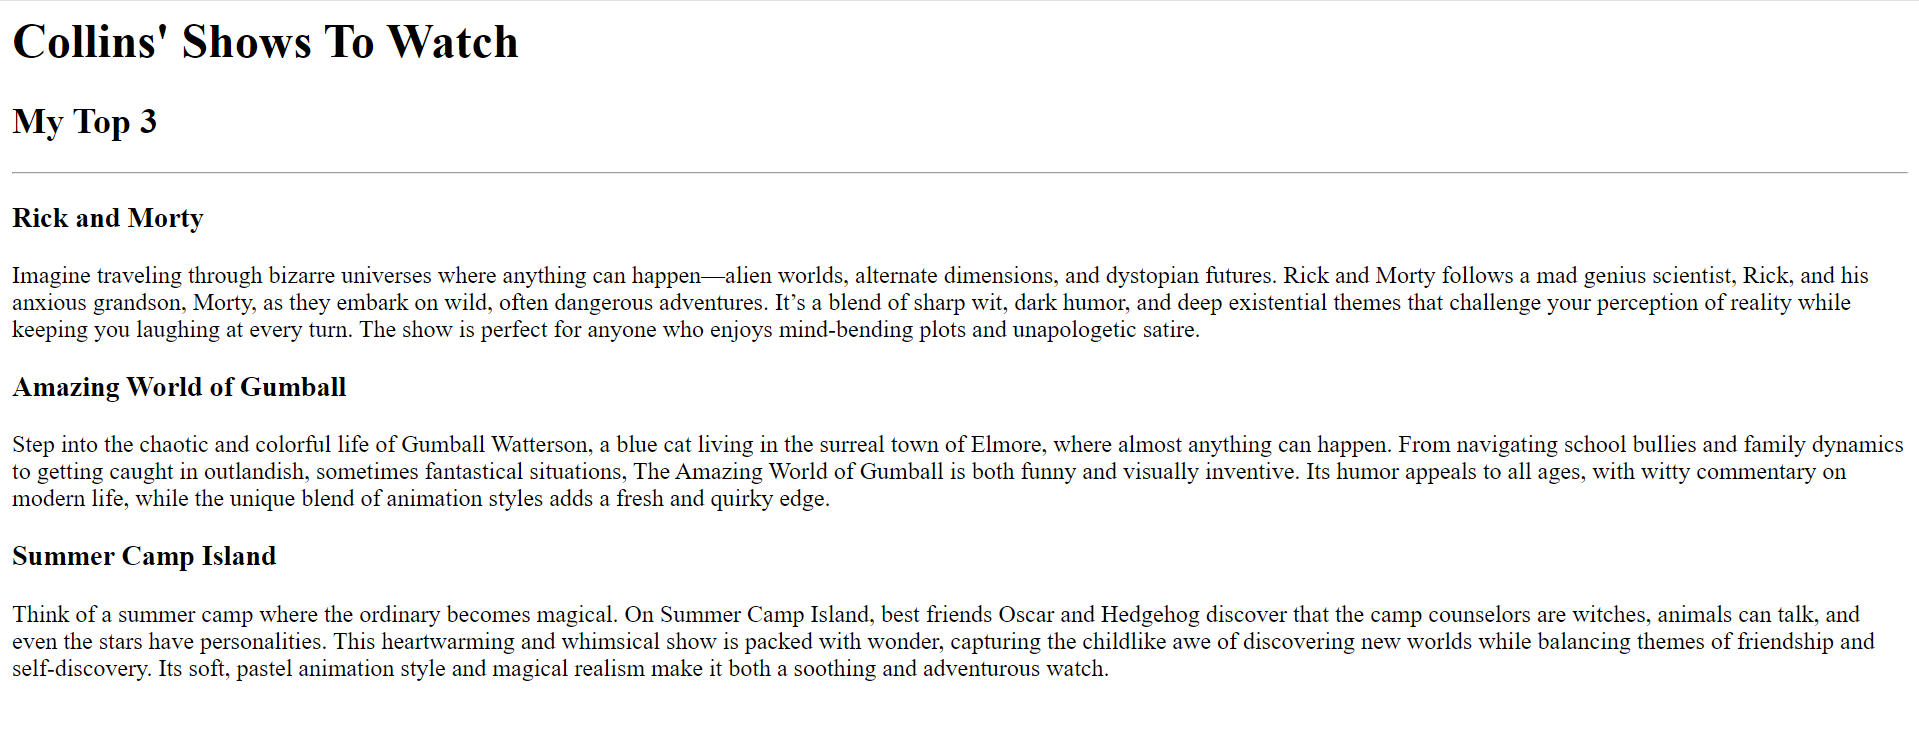 Collins' Shows To Watch
My Top 3
Rick and Morty
Imagine traveling through bizarre universes where anything can happen—alien worlds, alternate dimensions, and dystopian futures. Rick and Morty follows a mad genius scientist, Rick, and his
anxious grandson, Morty, as they embark on wild, often dangerous adventures. It’s a blend of sharp wit, dark humor, and deep existential themes that challenge your perception of reality while
keeping you laughing at every turn. The show is perfect for anyone who enjoys mind-bending plots and unapologetic satire.
Amazing World of Gumball
Step into the chaotic and colorful life of Gumball Watterson, a blue cat living in the surreal town of Elmore, where almost anything can happen. From navigating school bullies and family dynamics
to getting caught in outlandish, sometimes fantastical situations, The Amazing World of Gumball is both funny and visually inventive. Its humor appeals to all ages, with witty commentary on
modern life, while the unique blend of animation styles adds a fresh and quirky edge.
Summer Camp Island
Think of a summer camp where the ordinary becomes magical. On Summer Camp Island, best friends Oscar and Hedgehog discover that the camp counselors are witches, animals can talk, and
even the stars have personalities. This heartwarming and whimsical show is packed with wonder, capturing the childlike awe of discovering new worlds while balancing themes of friendship and
self-discovery. Its soft, pastel animation style and magical realism make it both a soothing and adventurous watch.